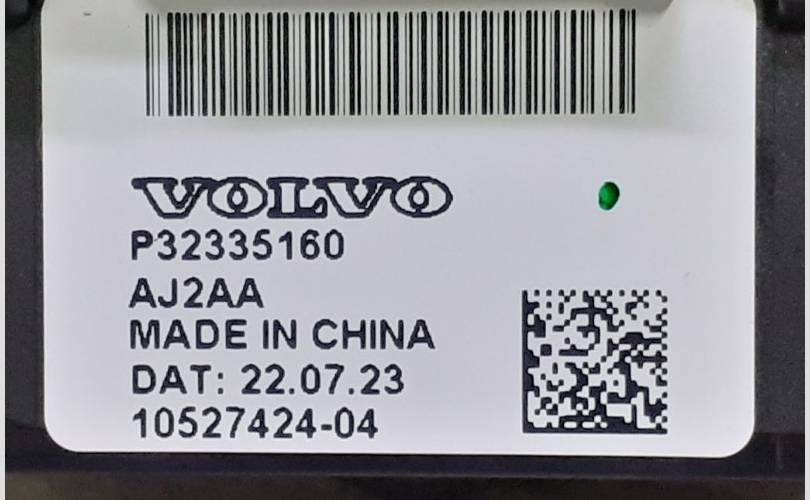 VOLVO
P32335160
AJ2AA
MADE IN CHINA
DAT: 22.07.23
10527424-04